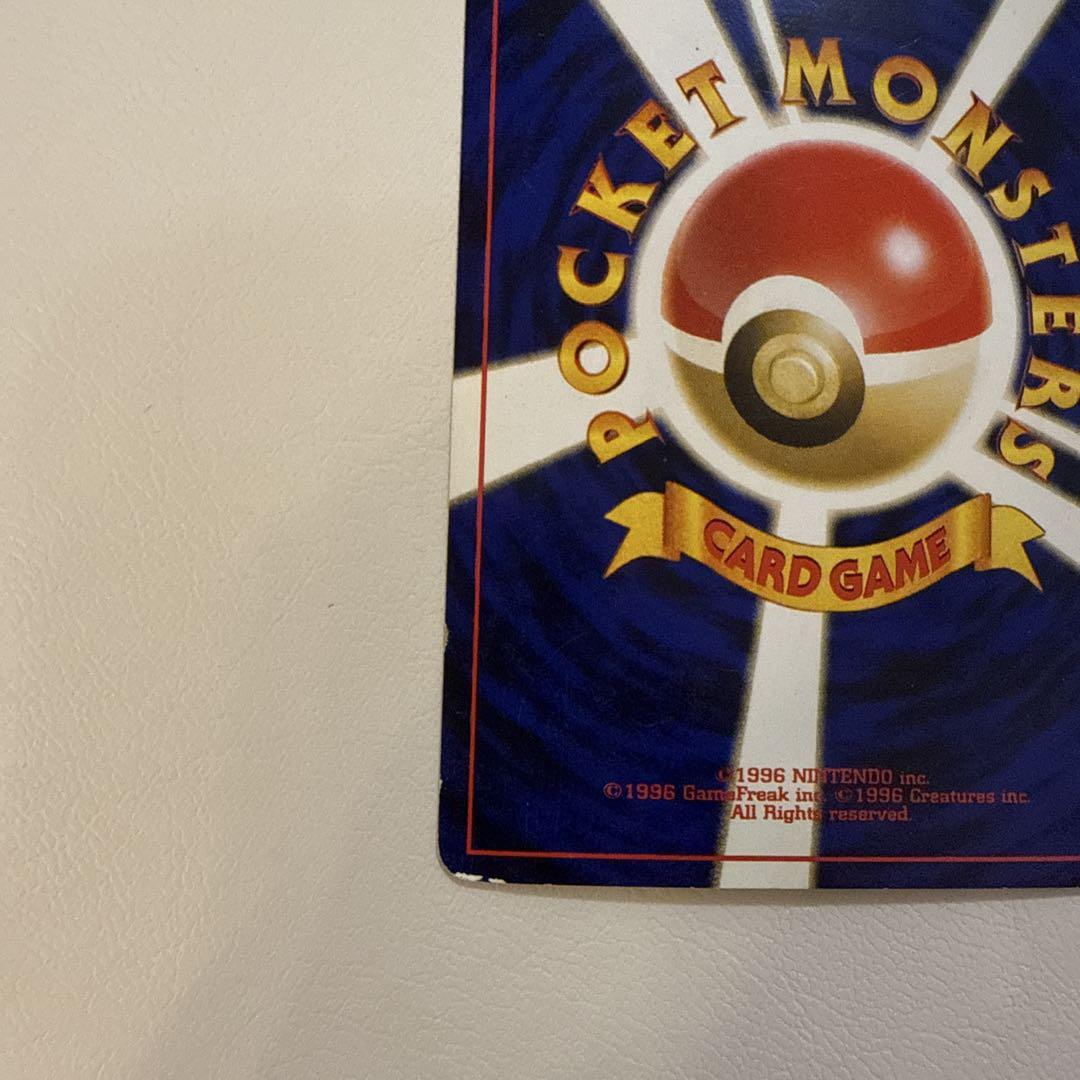 POCKET MONSTERS
CARD GAME
©1996 NINTENDO inc.
©1996 GameFreak inc. ©1996 Creatures inc.
All Rights reserved.